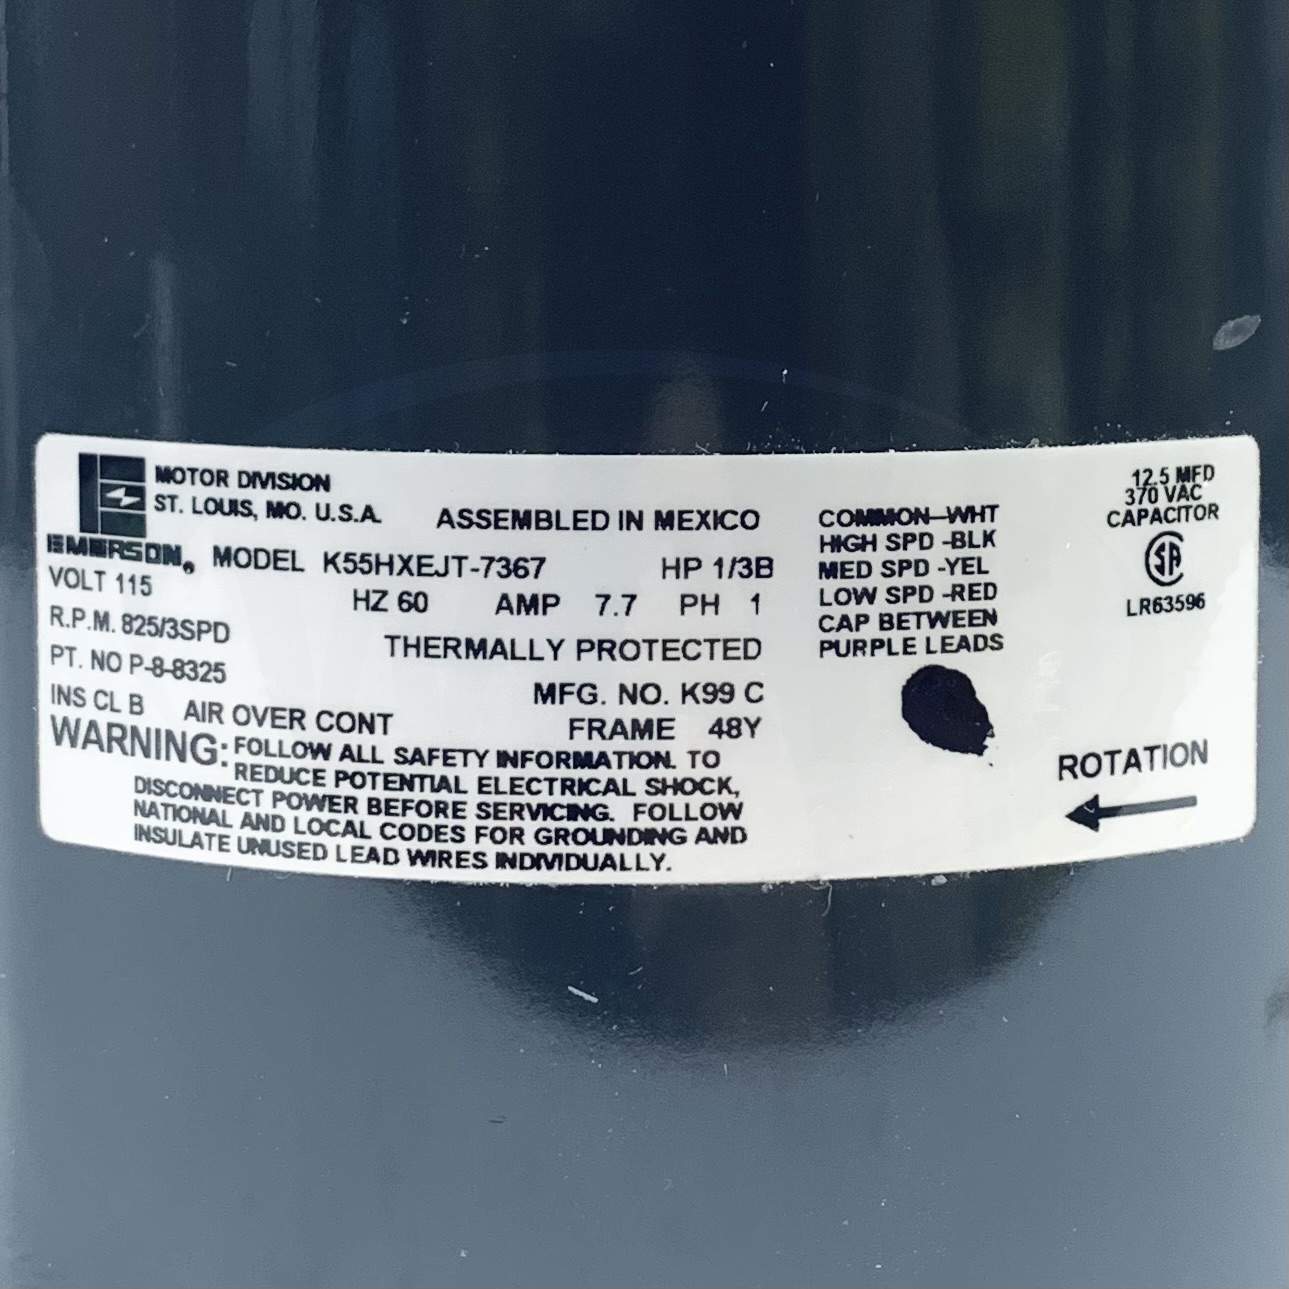 MOTOR DIVISION
ST. LOUIS, MO. U.S.A.
EMERSON®
ASSEMBLED IN MEXICO
MODEL K55HXEJT-7367 HP 1/3B
VOLT 115 HZ 60 AMP 7.7 PH 1
R.P.M. 825/3SPD THERMALLY PROTECTED
PT. NO P-8-8325 MFG. NO. K99 C
INS CL B AIR OVER CONT FRAME 48Y
WARNING: FOLLOW ALL SAFETY INFORMATION. TO
REDUCE POTENTIAL ELECTRICAL SHOCK,
DISCONNECT POWER BEFORE SERVICING. FOLLOW
NATIONAL AND LOCAL CODES FOR GROUNDING AND
INSULATE UNUSED LEAD WIRES INDIVIDUALLY.
COMMON-WHT
HIGH SPD -BLK
MED SPD -YEL
LOW SPD -RED
CAP BETWEEN
PURPLE LEADS
12.5 MFD
370 VAC
CAPACITOR
SA
LR63596
ROTATION